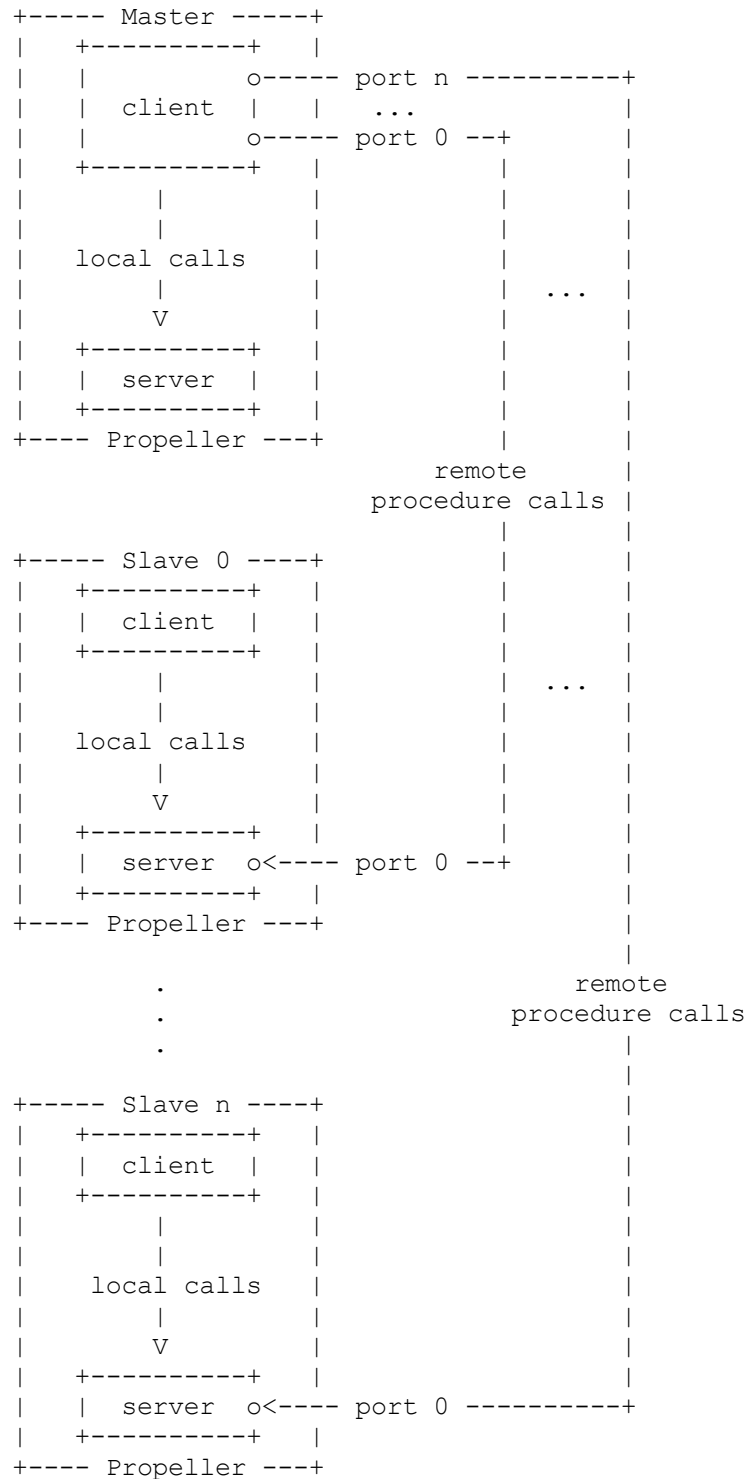 +----- Master -----+
|   +----------+   |
|   |          o----- port n ----------+
|   |  client  |   |   ...             |
|   |          o----- port 0 --+       |
|   +----------+   |           |       |
|        |         |           |       |
|        |         |           |       |
|   local calls    |           |       |
|        |         |           |  ...  |
|        V         |           |       |
|   +----------+   |           |       |
|   |  server  |   |           |       |
|   +----------+   |           |       |
+---- Propeller ---+           |       |
                           remote      |
                       procedure calls |
                               |       |
+----- Slave 0 ----+           |       |
|   +----------+   |           |       |
|   |  client  |   |           |       |
|   +----------+   |           |       |
|        |         |           |  ...  |
|        |         |           |       |
|   local calls    |           |       |
|        |         |           |       |
|        V         |           |       |
|   +----------+   |           |       |
|   |  server  o<---- port 0 --+       |
|   +----------+   |                   |
+---- Propeller ---+                   |
                                       |
         .                          remote
         .                      procedure calls
         .                             |
                                       |
+----- Slave n ----+                   |
|   +----------+   |                   |
|   |  client  |   |                   |
|   +----------+   |                   |
|        |         |                   |
|        |         |                   |
|    local calls   |                   |
|        |         |                   |
|        V         |                   |
|   +----------+   |                   |
|   |  server  o<---- port 0 ----------+
|   +----------+   |
+---- Propeller ---+